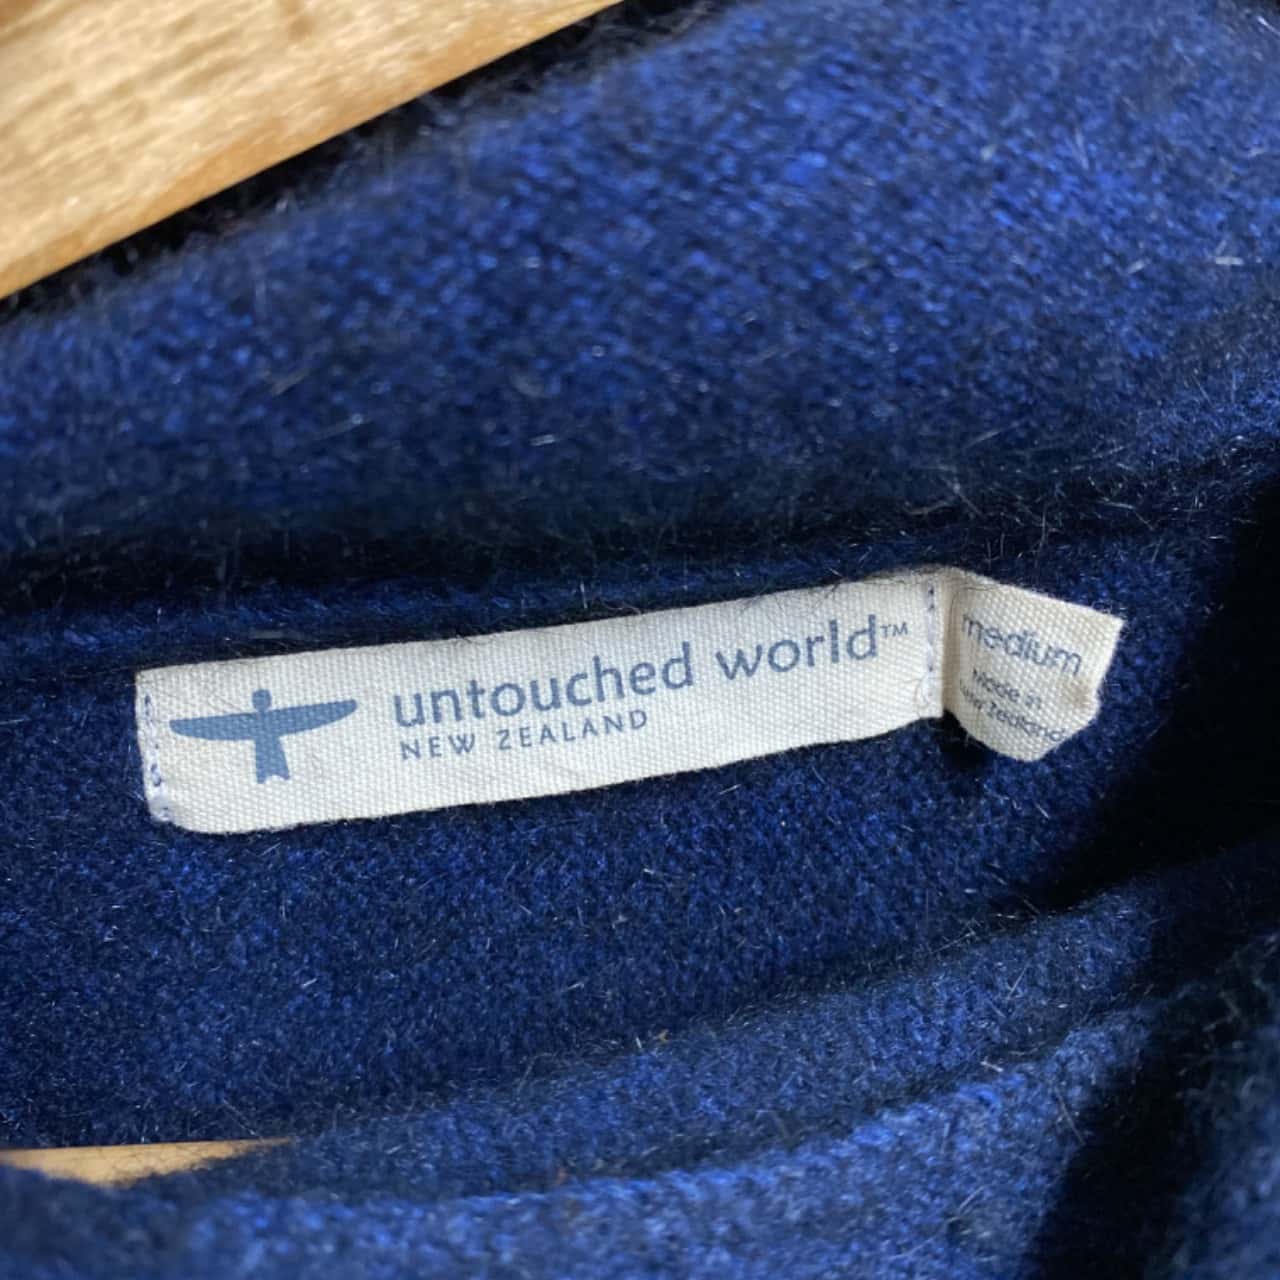 untouched world™
NEW ZEALAND
medium
Made in
New Zealand